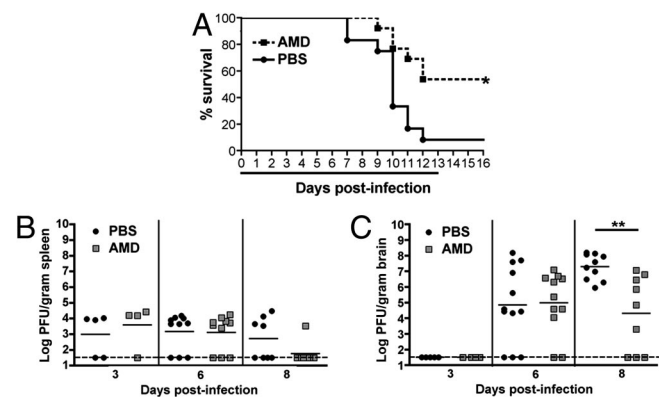 A
100
80
60
40
20
0
% survival
AMD
PBS
*
0 1 2 3 4 5 6 7 8 9 10 11 12 13 14 15 16
Days post-infection
B
Log PFU/gram spleen
10
9
8
7
6
5
4
3
2
1
PBS
AMD
3 6 8
Days post-infection
C
Log PFU/gram brain
10
9
8
7
6
5
4
3
2
1
PBS
AMD
**
3 6 8
Days post-infection